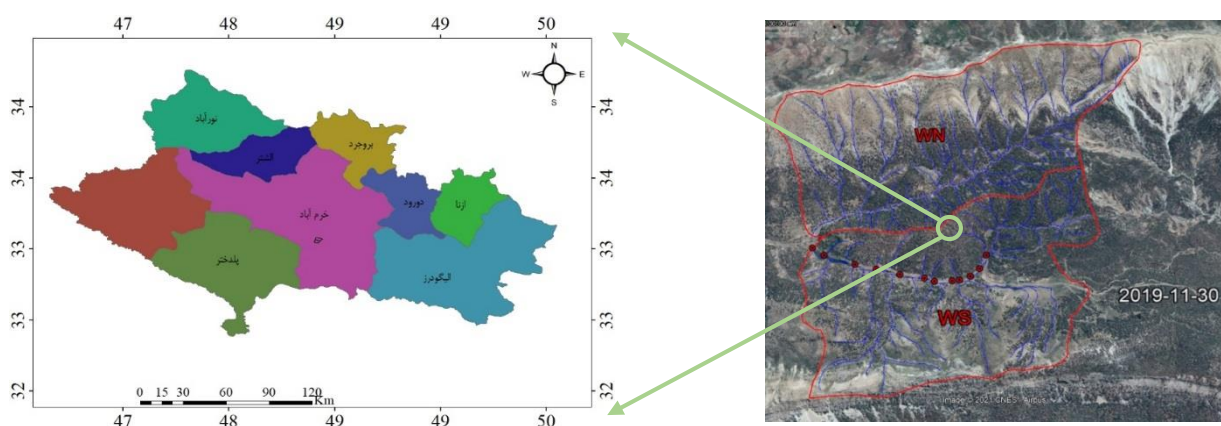 47 48 49 49 50
N
W E
S
34
34
33
33
32
34
34
33
33
32
نورآباد
الشتر
بروجرد
دورود
ازنا
خرم آباد
پلدختر
الیگودرز
0 15 30 60 90 120
Km
47 48 49 49 50
WN
2019-11-30
WS
Image © 2021 CNES / Airbus